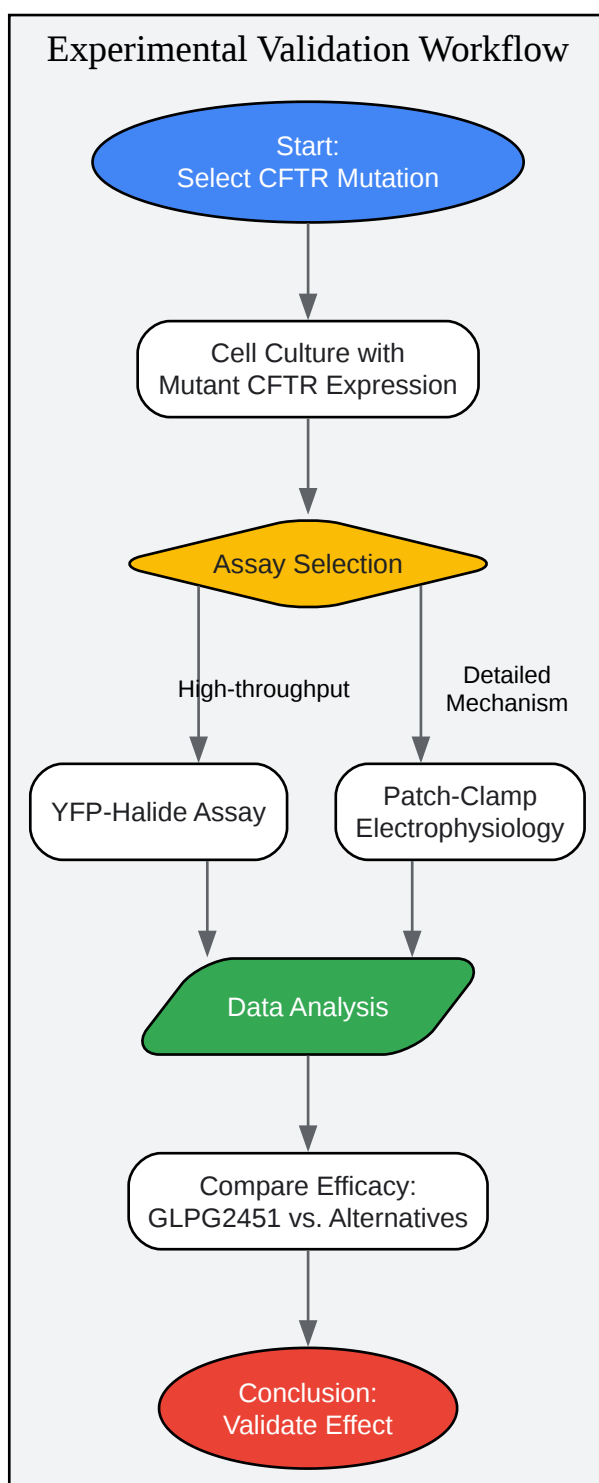 Experimental Validation Workflow
Start:
Select CFTR Mutation
Cell Culture with
Mutant CFTR Expression
Assay Selection
High-throughput
Detailed
Mechanism
YFP-Halide Assay
Patch-Clamp
Electrophysiology
Data Analysis
Compare Efficacy:
GLPG2451 vs. Alternatives
Conclusion:
Validate Effect